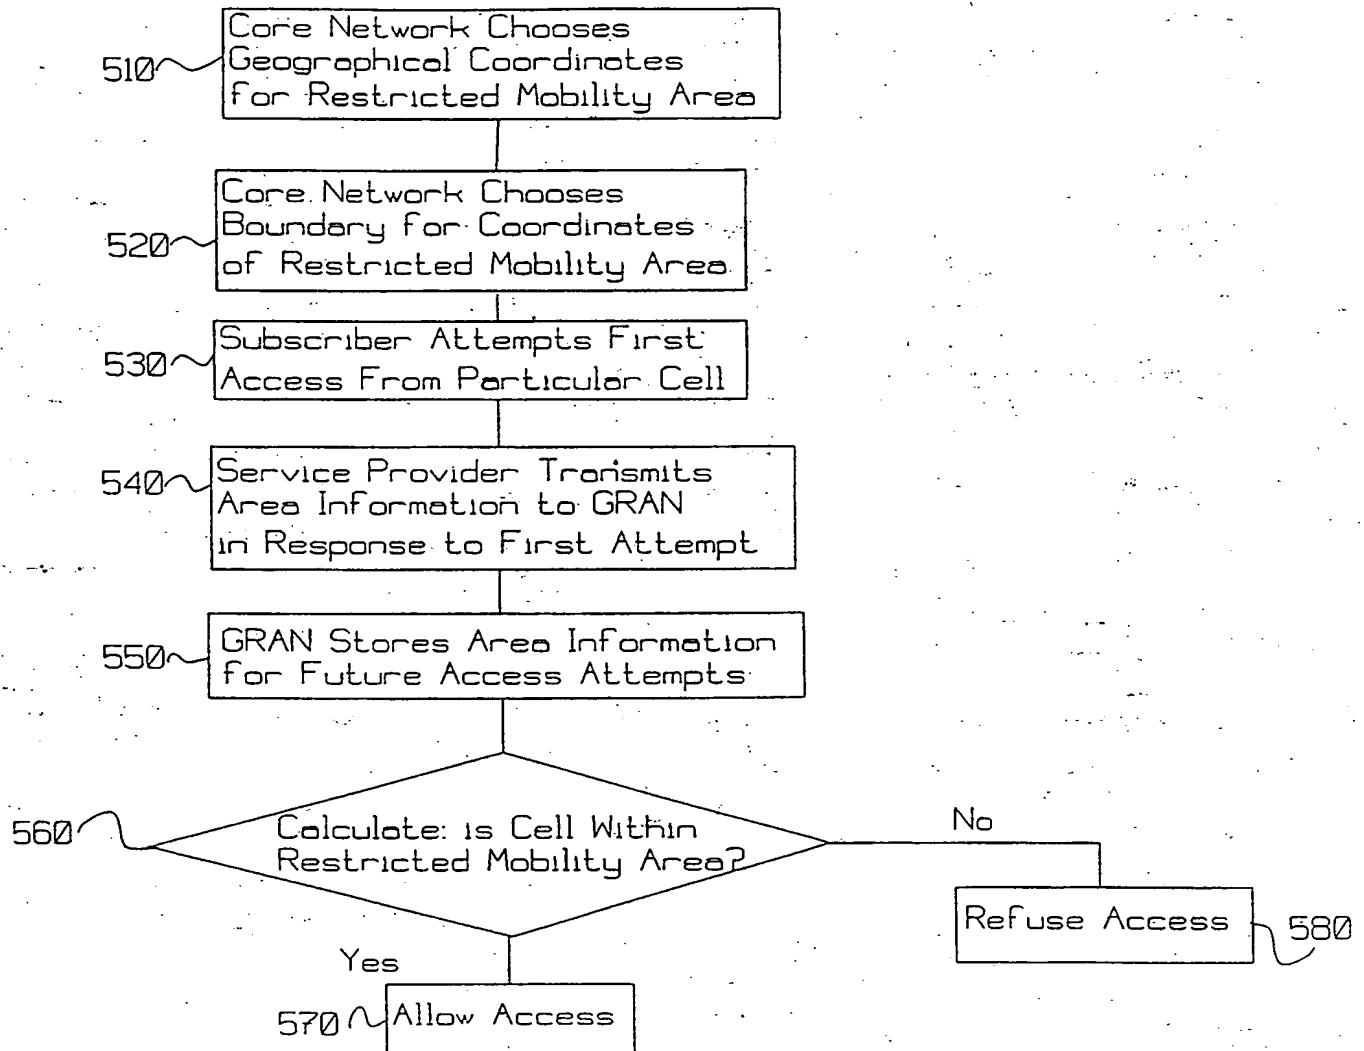 Core Network Chooses
Geographical Coordinates
for Restricted Mobility Area
510
Core Network Chooses
Boundary for Coordinates
of Restricted Mobility Area
520
Subscriber Attempts First
Access From Particular Cell
530
Service Provider Transmits
Area Information to GRAN
in Response to First Attempt
540
GRAN Stores Area Information
for Future Access Attempts
550
Calculate: is Cell Within
Restricted Mobility Area?
560
No
Refuse Access
580
Yes
Allow Access
570